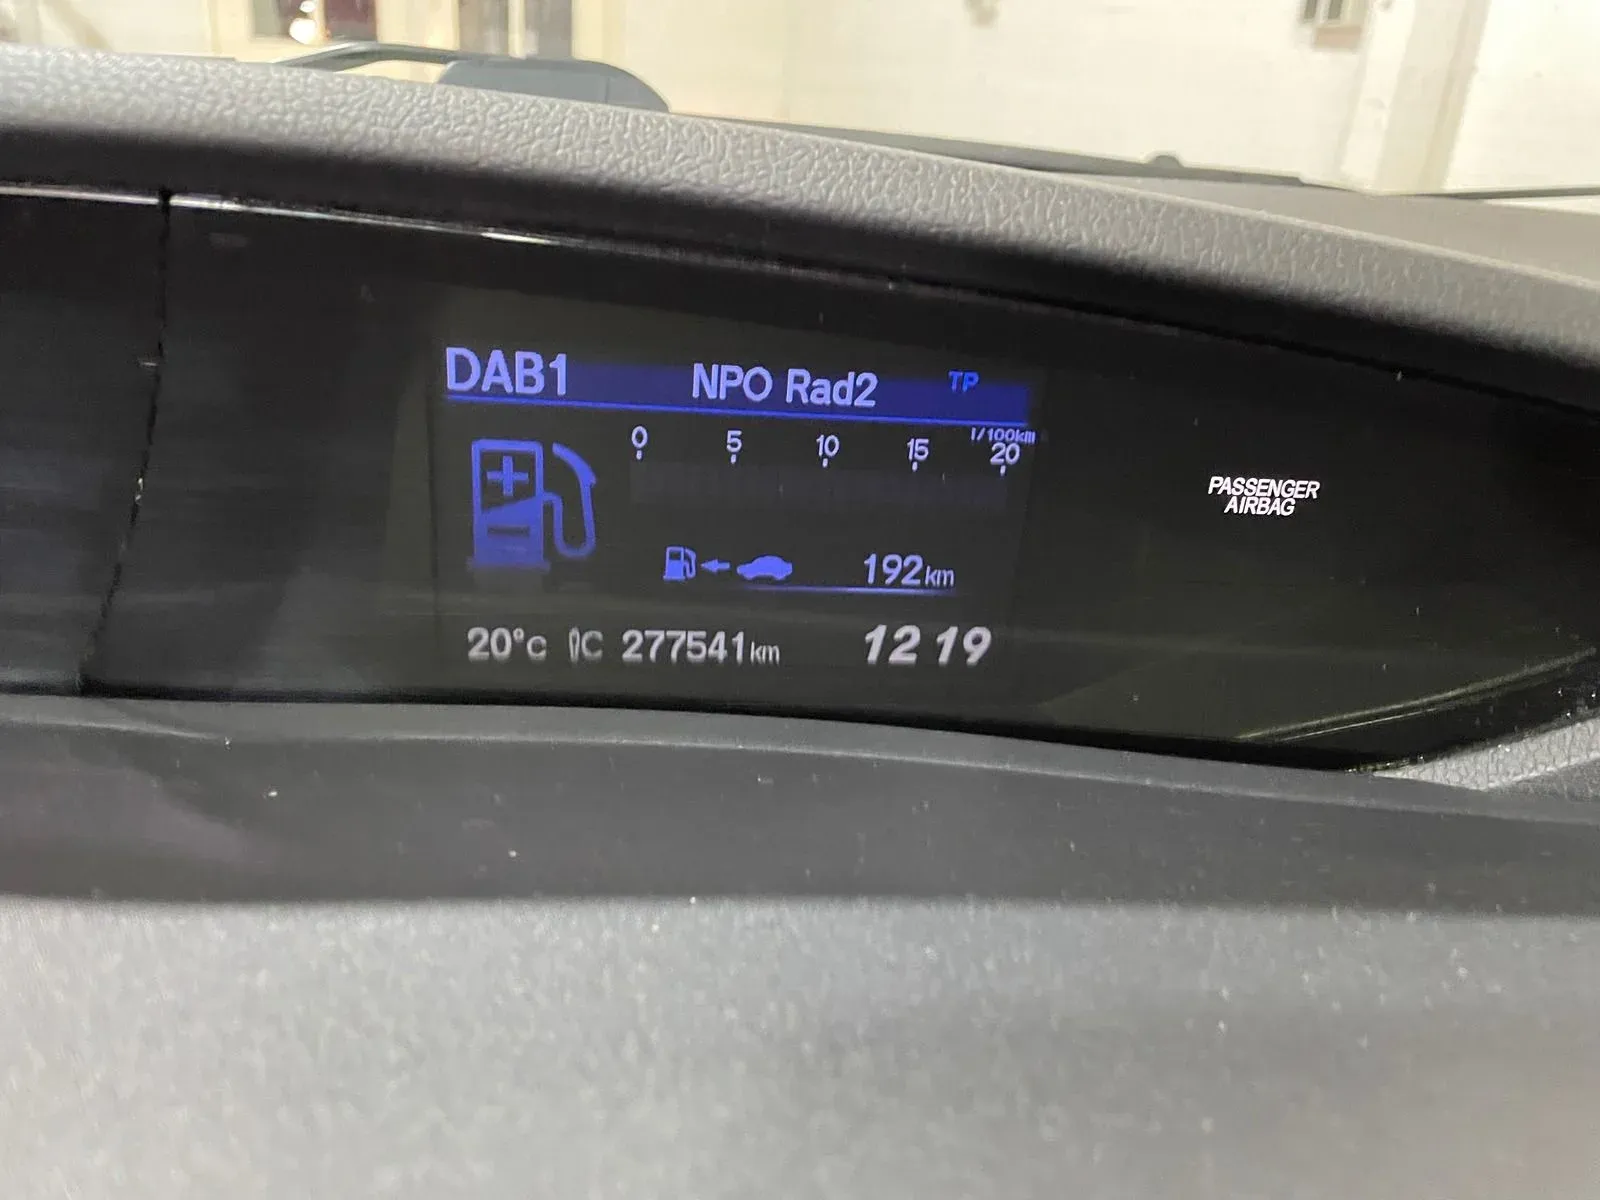 DAB1 NPO Rad2 TP
l/100km
0 5 10 15 20
192km
20°C 277541km 12 19
PASSENGER
AIRBAG